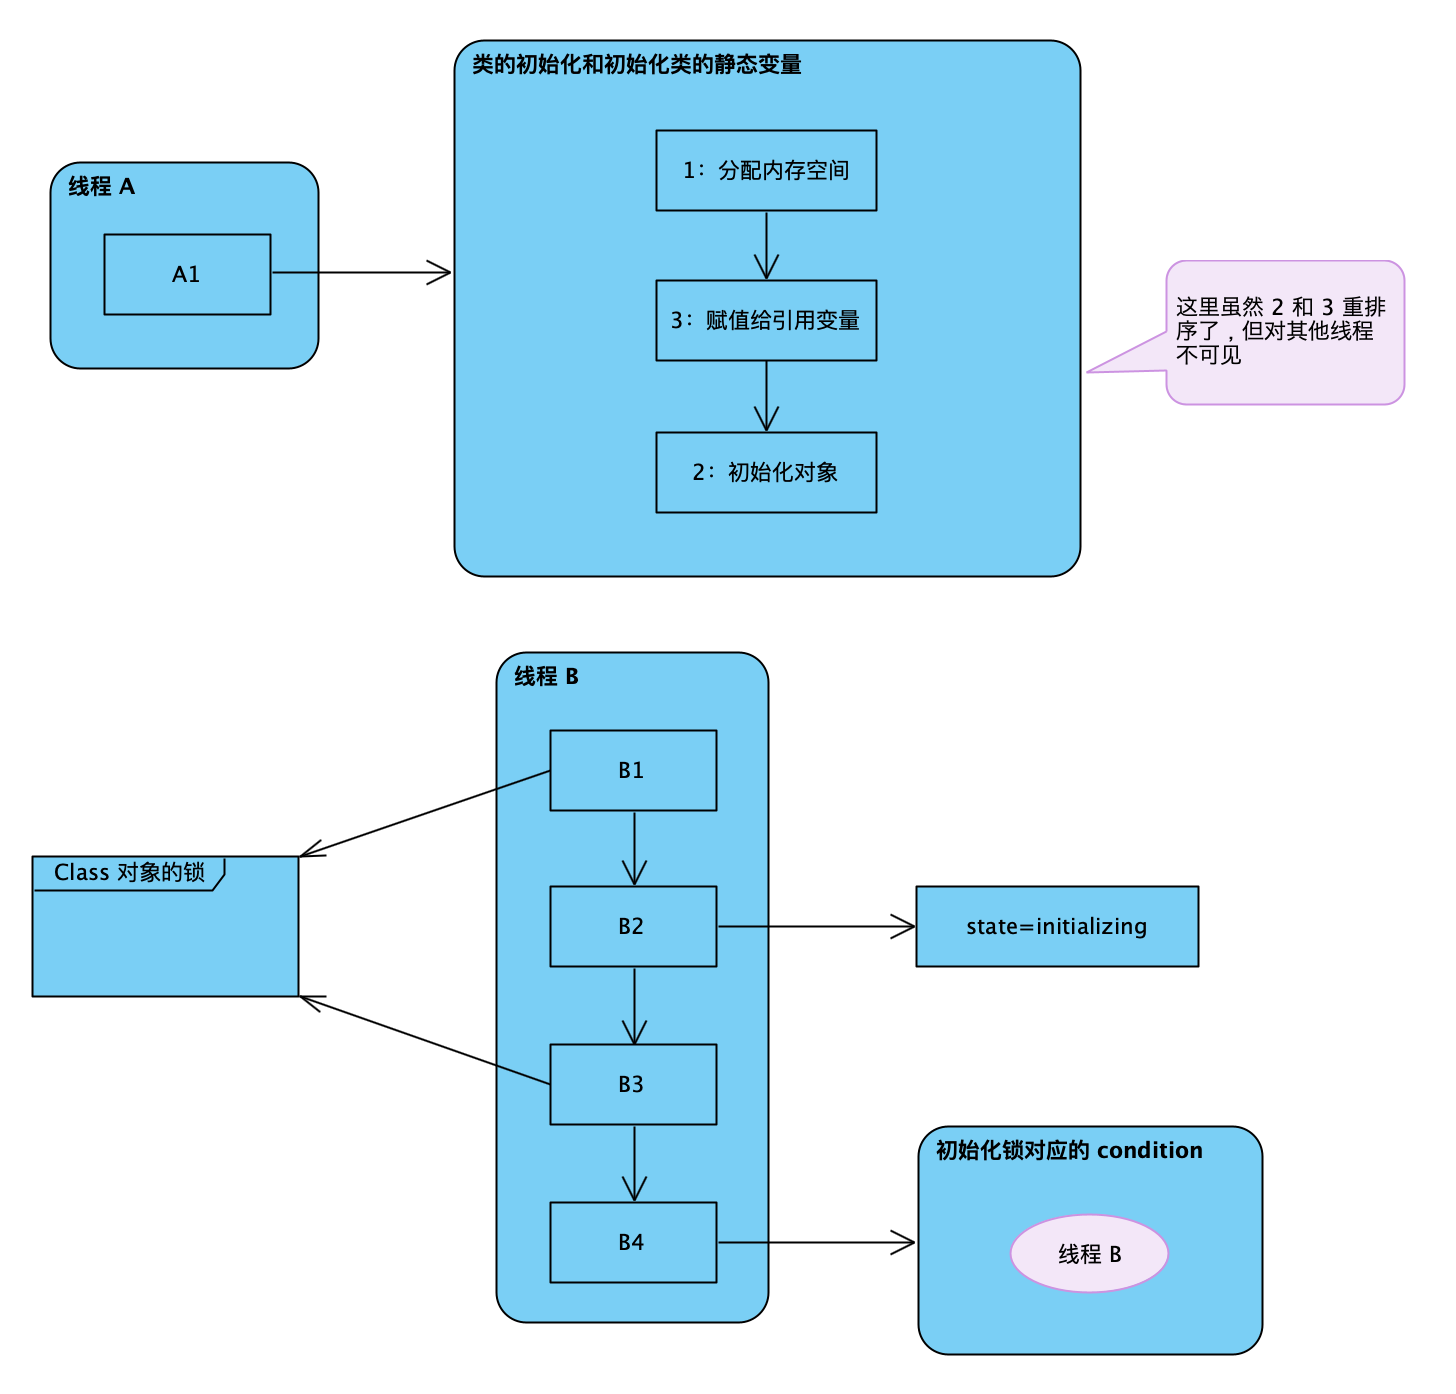 类的初始化和初始化类的静态变量
1：分配内存空间
线程 A
A1
3：赋值给引用变量
这里虽然 2 和 3 重排
序了，但对其他线程
不可见
2：初始化对象
线程 B
B1
Class 对象的锁
B2
state=initializing
B3
初始化锁对应的 condition
B4
线程 B